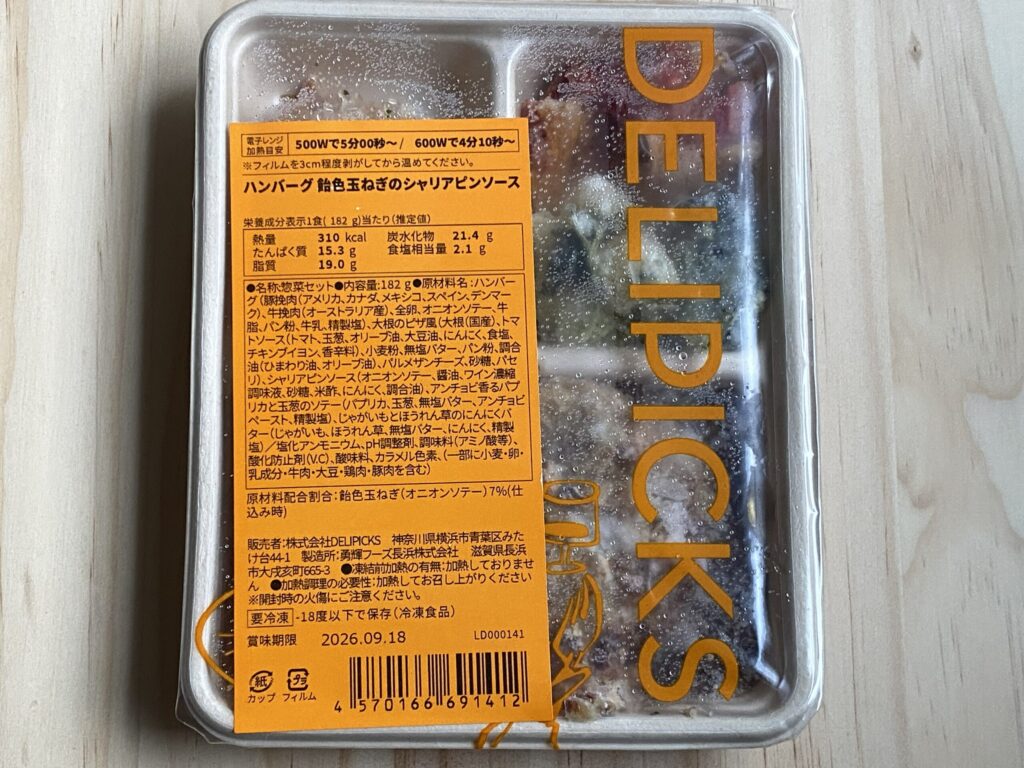 電子レンジ
加熱目安
500Wで5分00秒〜/ 600Wで4分10秒〜
※フィルムを3cm程度剥がしてから温めてください。
ハンバーグ 飴色玉ねぎのシャリアピンソース
栄養成分表示1食( 182 g)当たり(推定値)
熱量 310 kcal 炭水化物 21.4 g
たんぱく質 15.3 g 食塩相当量 2.1 g
脂質 19.0 g
●名称:惣菜セット●内容量:182 g●原材料名:ハンバ
ーグ(豚挽肉(アメリカ、カナダ、メキシコ、スペイン、デンマー
ク)、牛挽肉(オーストラリア産)、全卵、オニオンソテー、牛
脂、パン粉、牛乳、精製塩)、大根のピザ風(大根(国産)、トマ
トソース(トマト、玉葱、オリーブ油、大豆油、にんにく、食塩、
チキンブイヨン、香辛料)、小麦粉、無塩バター、パン粉、調合
油(ひまわり油、オリーブ油)、パルメザンチーズ、砂糖、パセ
リ)、シャリアピンソース(オニオンソテー、醤油、ワイン濃縮
調味液、砂糖、米酢、にんにく、調合油)、アンチョビ香るパプ
リカと玉葱のソテー(パプリカ、玉葱、無塩バター、アンチョビ
ペースト、精製塩)、じゃがいもとほうれん草のにんにくバ
ター(じゃがいも、ほうれん草、無塩バター、にんにく、精製
塩)/塩化アンモニウム、pH調整剤、調味料(アミノ酸等)、
酸化防止剤(V.C)、酸味料、カラメル色素、(一部に小麦・卵・
乳成分・牛肉・大豆・鶏肉・豚肉を含む)
原材料配合割合:飴色玉ねぎ(オニオンソテー)7%(仕
込み時)
販売者:株式会社DELIPICKS 神奈川県横浜市青葉区みた
け台44-1 製造所:勇輝フーズ長浜株式会社 滋賀県長浜
市大戌亥町665-3 ●凍結前加熱の有無:加熱しておりませ
ん ●加熱調理の必要性:加熱してお召し上がりください
※開封時の火傷にご注意ください。
要冷凍 -18度以下で保存(冷凍食品)
賞味期限 2026.09.18 LD000141
紙 プラ
カップ フィルム
4 570166 691412
DELIPICKS